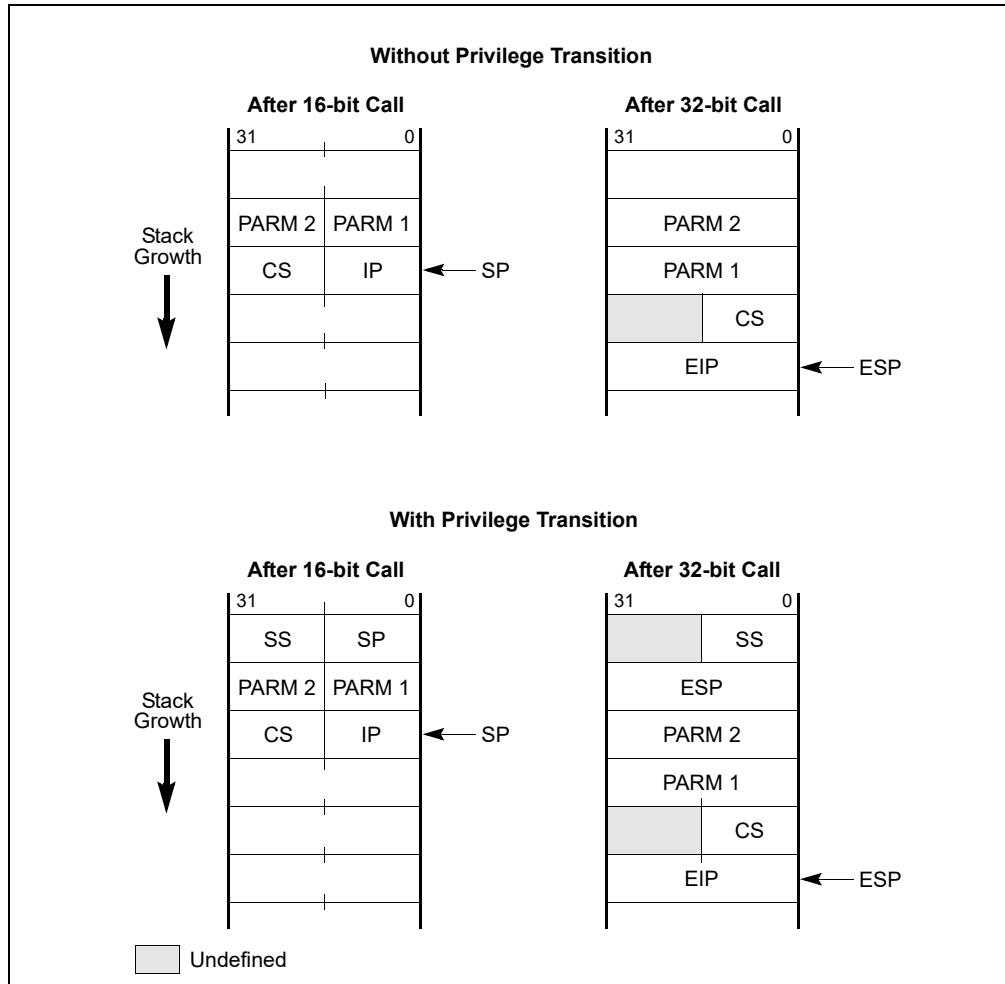 Without Privilege Transition
After 16-bit Call
After 32-bit Call
31 0
31 0
PARM 2 PARM 1
PARM 2
Stack
Growth
CS IP
SP
PARM 1
CS
EIP
ESP
With Privilege Transition
After 16-bit Call
After 32-bit Call
31 0
31 0
SS SP
SS
PARM 2 PARM 1
ESP
Stack
Growth
CS IP
SP
PARM 2
PARM 1
CS
EIP
ESP
Undefined